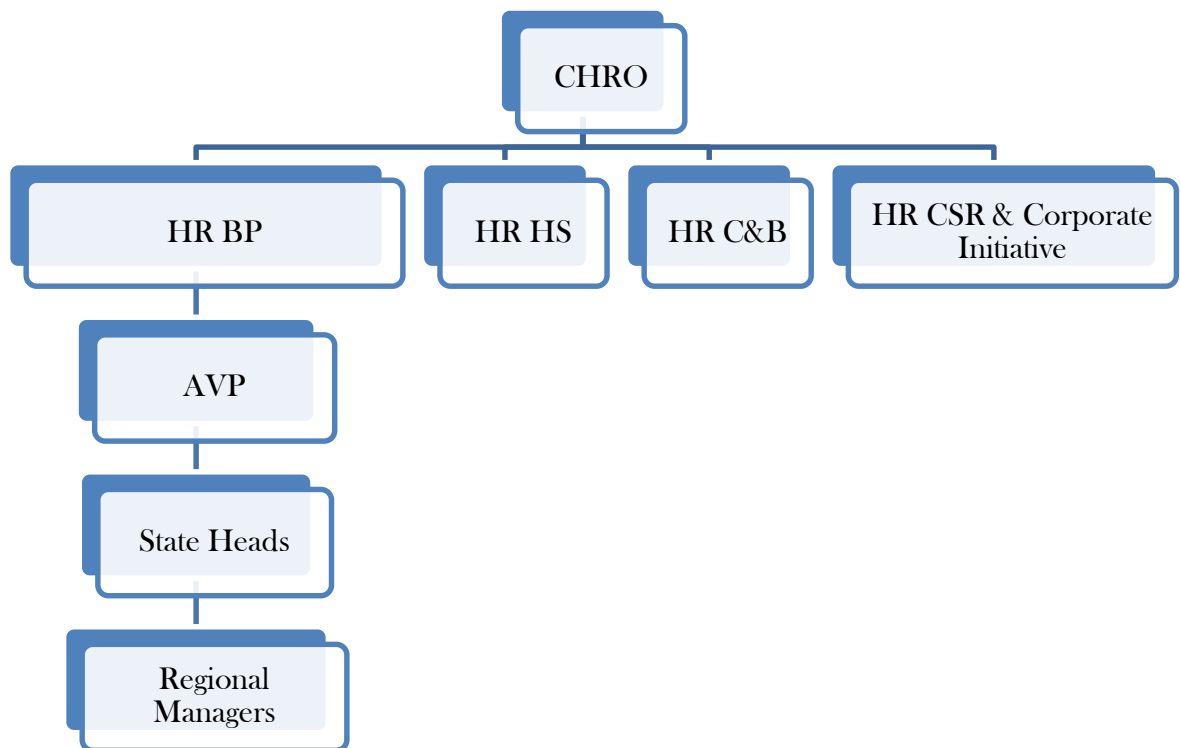 CHRO
HR BP
HR HS
HR C&B
HR CSR & Corporate
Initiative
AVP
State Heads
Regional
Managers